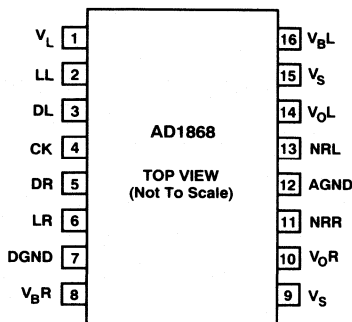 V_L 1
LL 2
DL 3
CK 4
DR 5
LR 6
DGND 7
V_BR 8
AD1868
TOP VIEW
(Not To Scale)
16 V_BL
15 V_S
14 V_OL
13 NRL
12 AGND
11 NRR
10 V_OR
9 V_S